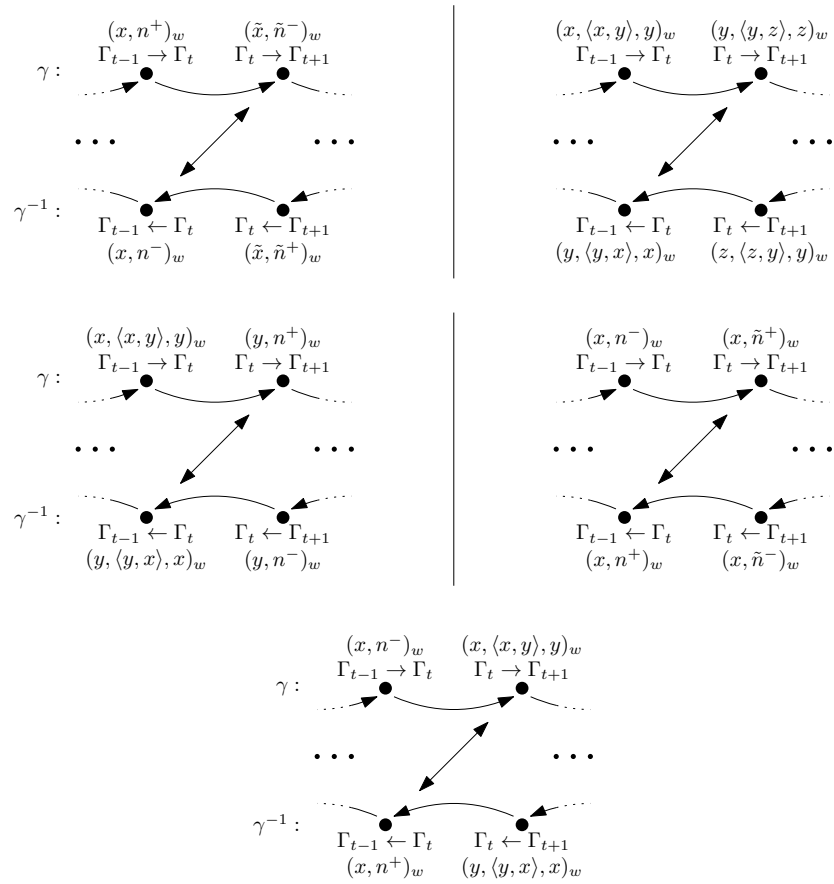 (x, n⁺)_w (x̃, ñ⁻)_w
Γ_{t−1} → Γ_t Γ_t → Γ_{t+1}
γ :
• • • • • •
γ⁻¹ :
Γ_{t−1} ← Γ_t Γ_t ← Γ_{t+1}
(x, n⁻)_w (x̃, ñ⁺)_w
(x, ⟨x, y⟩, y)_w (y, ⟨y, z⟩, z)_w
Γ_{t−1} → Γ_t Γ_t → Γ_{t+1}
• • • • • •
Γ_{t−1} ← Γ_t Γ_t ← Γ_{t+1}
(y, ⟨y, x⟩, x)_w (z, ⟨z, y⟩, y)_w
(x, ⟨x, y⟩, y)_w (y, n⁺)_w
Γ_{t−1} → Γ_t Γ_t → Γ_{t+1}
γ :
• • • • • •
γ⁻¹ :
Γ_{t−1} ← Γ_t Γ_t ← Γ_{t+1}
(y, ⟨y, x⟩, x)_w (y, n⁻)_w
(x, n⁻)_w (x, ñ⁺)_w
Γ_{t−1} → Γ_t Γ_t → Γ_{t+1}
• • • • • •
Γ_{t−1} ← Γ_t Γ_t ← Γ_{t+1}
(x, n⁺)_w (x, ñ⁻)_w
(x, n⁻)_w (x, ⟨x, y⟩, y)_w
Γ_{t−1} → Γ_t Γ_t → Γ_{t+1}
γ :
• • • • • •
γ⁻¹ :
Γ_{t−1} ← Γ_t Γ_t ← Γ_{t+1}
(x, n⁺)_w (y, ⟨y, x⟩, x)_w